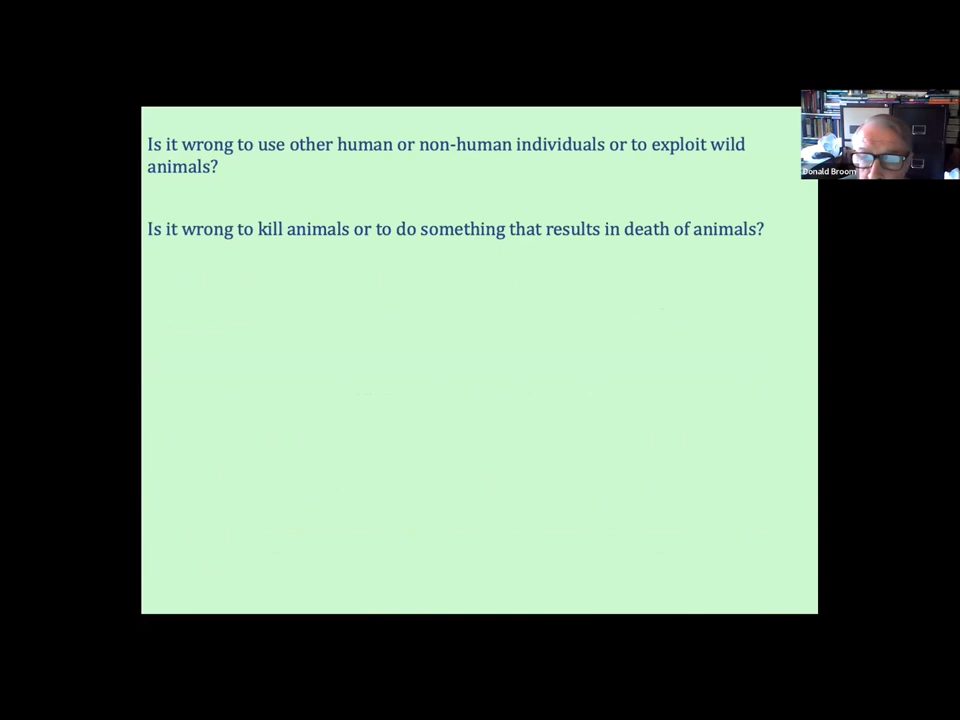 Is it wrong to use other human or non-human individuals or to exploit wild
animals?
Donald Broom
Is it wrong to kill animals or to do something that results in death of animals?